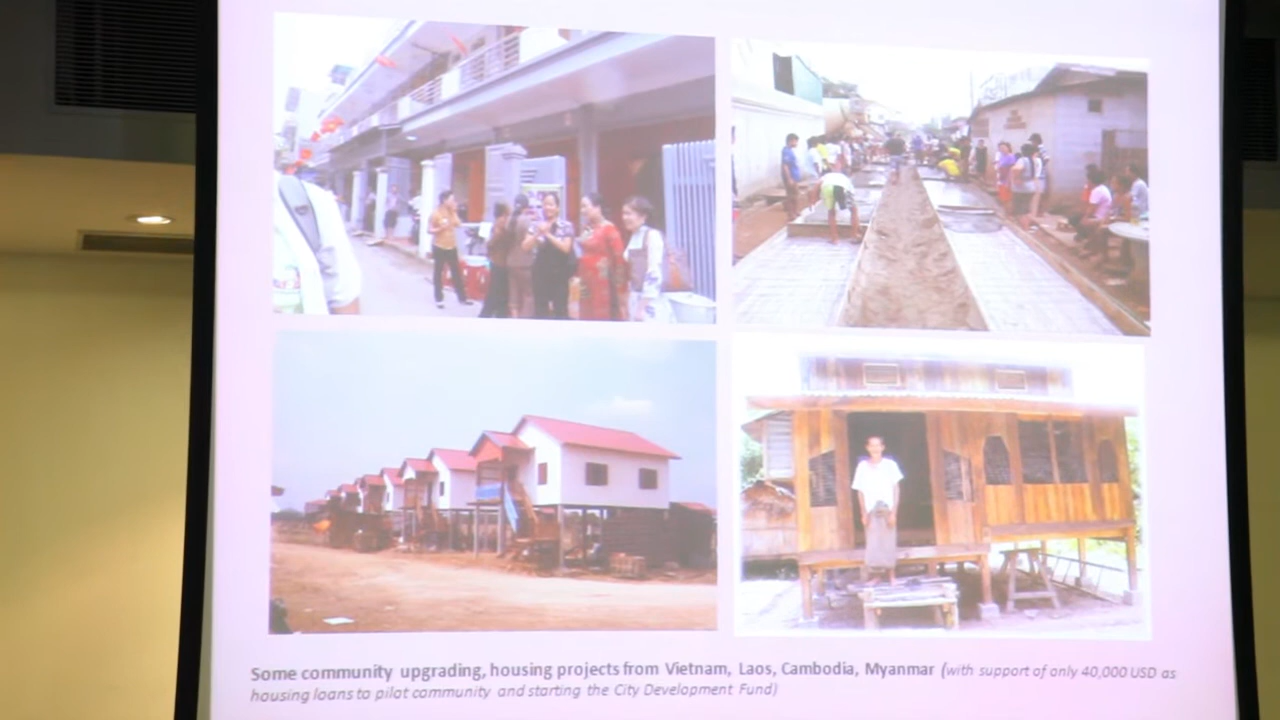 Some community upgrading, housing projects from Vietnam, Laos, Cambodia, Myanmar (with support of only 40,000 USD as
housing loans to pilot community and starting the City Development Fund)